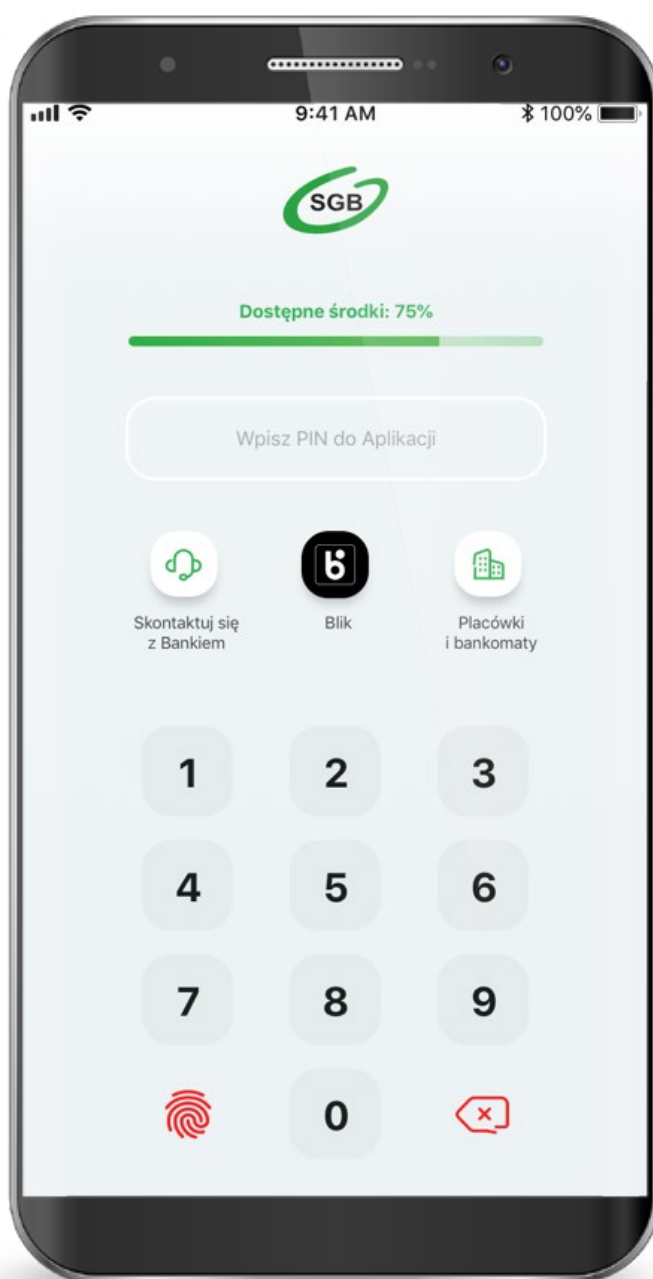 9:41 AM
100%
SGB
Dostępne środki: 75%
Wpisz PIN do Aplikacji
Skontaktuj się
z Bankiem
Blik
Placówki
i bankomaty
1 2 3
4 5 6
7 8 9
0